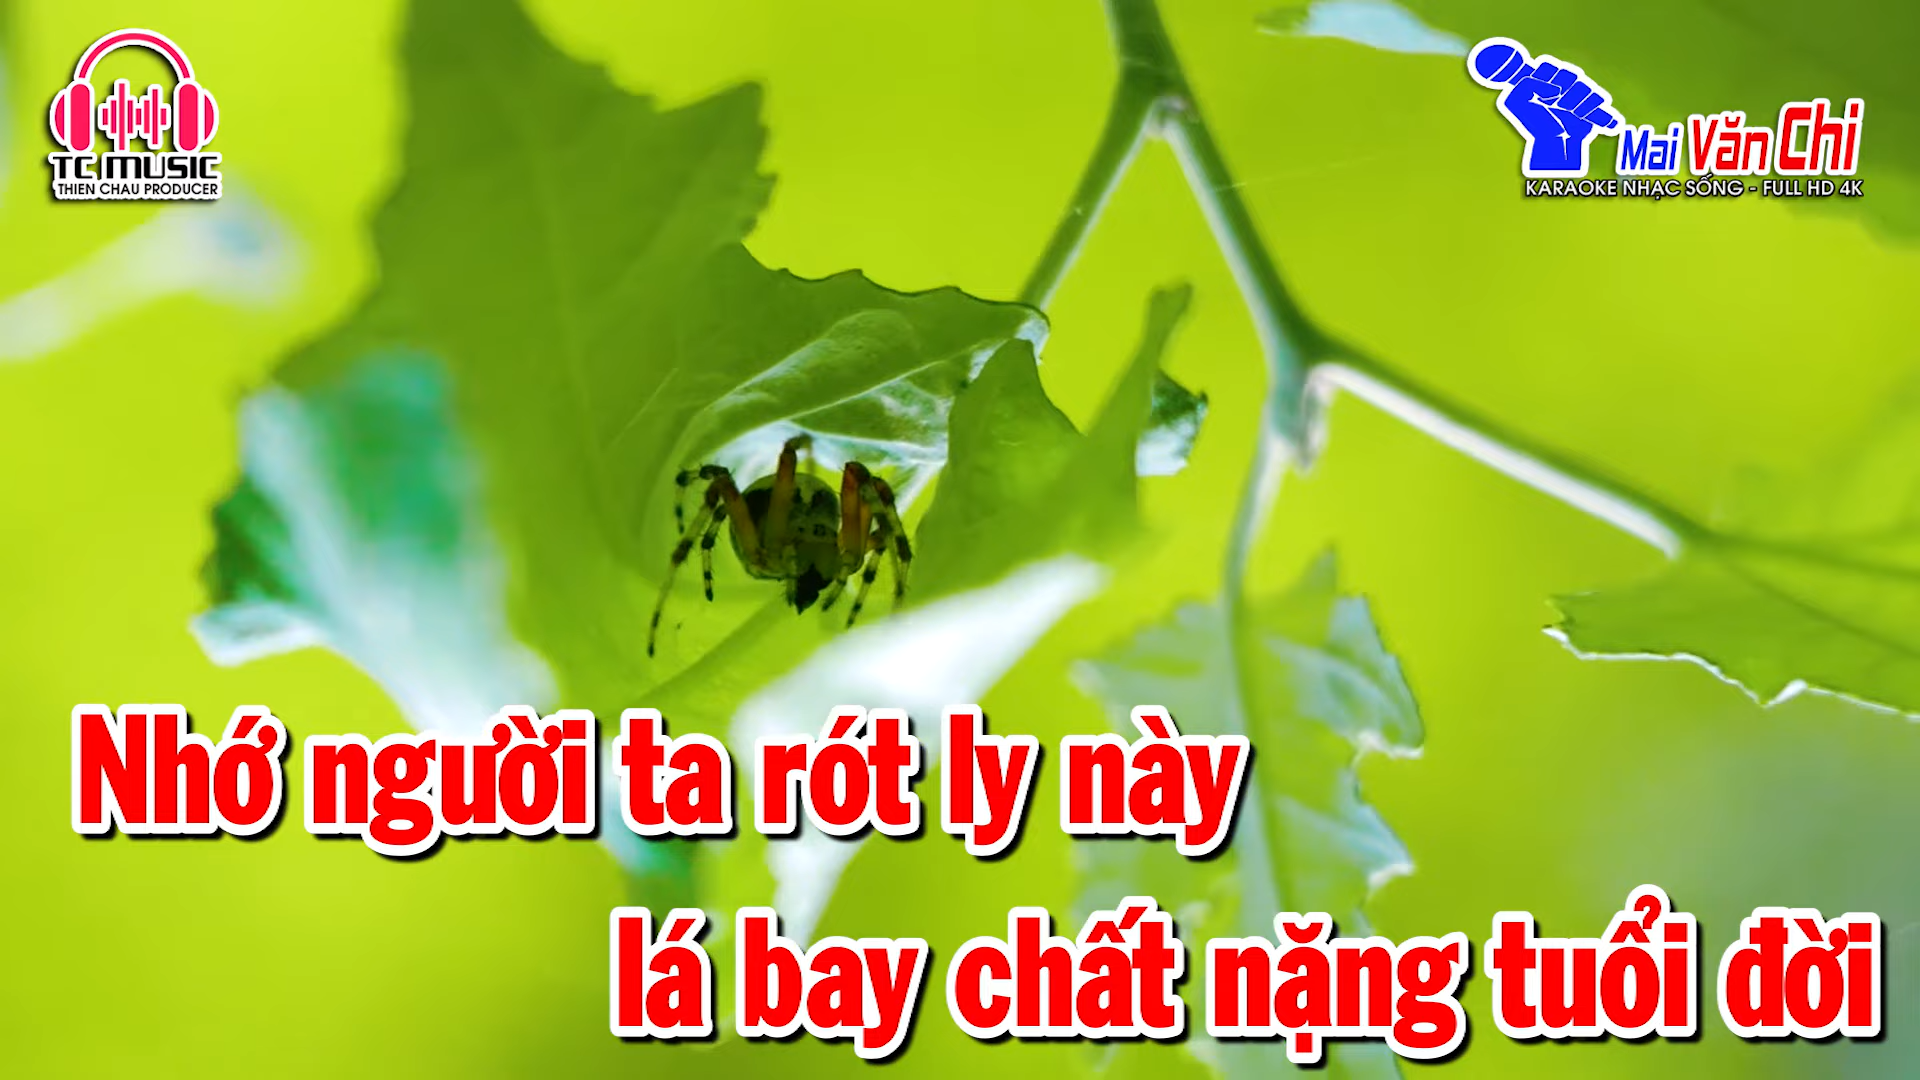 TC MUSIC
THIEN CHAU PRODUCER
Mai Văn Chi
KARAOKE NHẠC SỐNG - FULL HD 4K
Nhớ người ta rót ly này
lá bay chất nặng tuổi đời